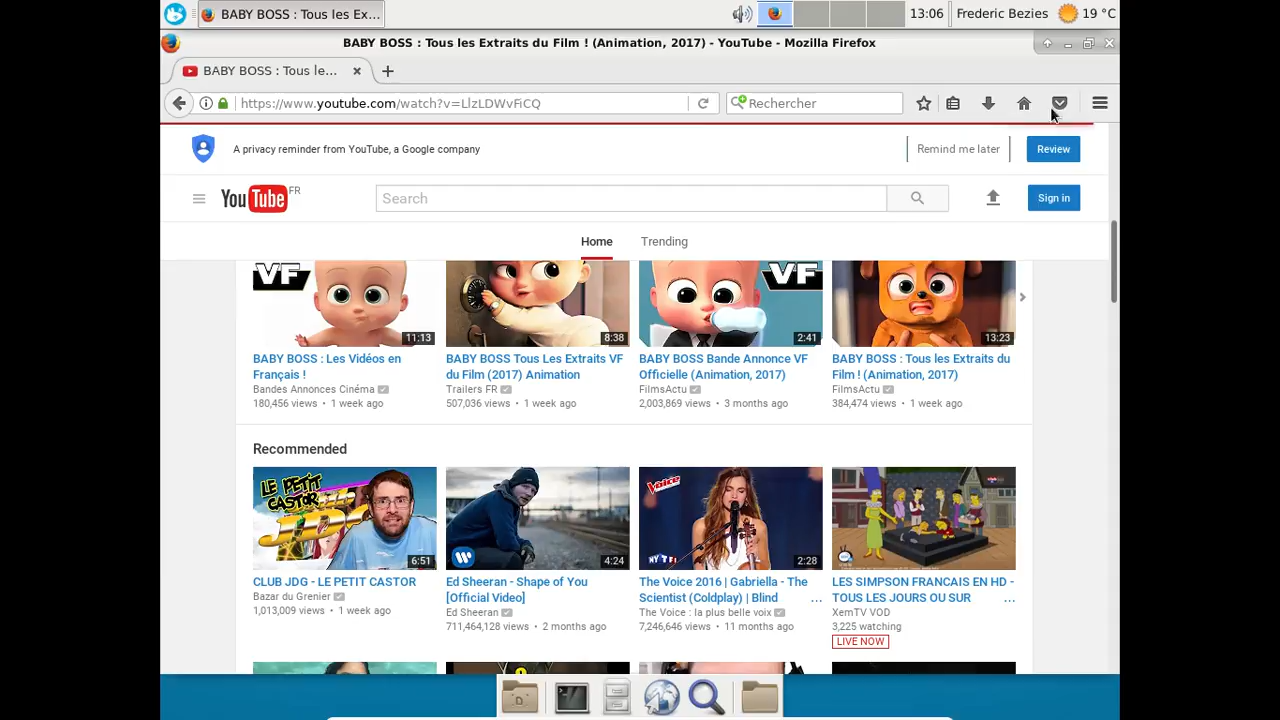 BABY BOSS : Tous les Ex...
13:06
Frederic Bezies
19 °C
BABY BOSS : Tous les Extraits du Film ! (Animation, 2017) - YouTube - Mozilla Firefox
BABY BOSS : Tous le...
https://www.youtube.com/watch?v=LlzLDWvFiCQ
Rechercher
A privacy reminder from YouTube, a Google company
Remind me later
Review
YouTube FR
Search
Sign in
Home
Trending
VF
VF
11:13
8:38
2:41
13:23
BABY BOSS : Les Vidéos en
Français !
Bandes Annonces Cinéma
180,456 views • 1 week ago
BABY BOSS Tous Les Extraits VF
du Film (2017) Animation
Trailers FR
507,036 views • 1 week ago
BABY BOSS Bande Annonce VF
Officielle (Animation, 2017)
FilmsActu
2,003,869 views • 3 months ago
BABY BOSS : Tous les Extraits du
Film ! (Animation, 2017)
FilmsActu
384,474 views • 1 week ago
Recommended
LE PETIT
CASTOR
JDG
6:51
4:24
The Voice
2:28
CLUB JDG - LE PETIT CASTOR
Bazar du Grenier
1,013,009 views • 1 week ago
Ed Sheeran - Shape of You
[Official Video]
Ed Sheeran
711,464,128 views • 2 months ago
The Voice 2016 | Gabriella - The
Scientist (Coldplay) | Blind ...
The Voice : la plus belle voix
7,246,646 views • 11 months ago
LES SIMPSON FRANCAIS EN HD -
TOUS LES JOURS OU SUR ...
XemTV VOD
3,225 watching
LIVE NOW